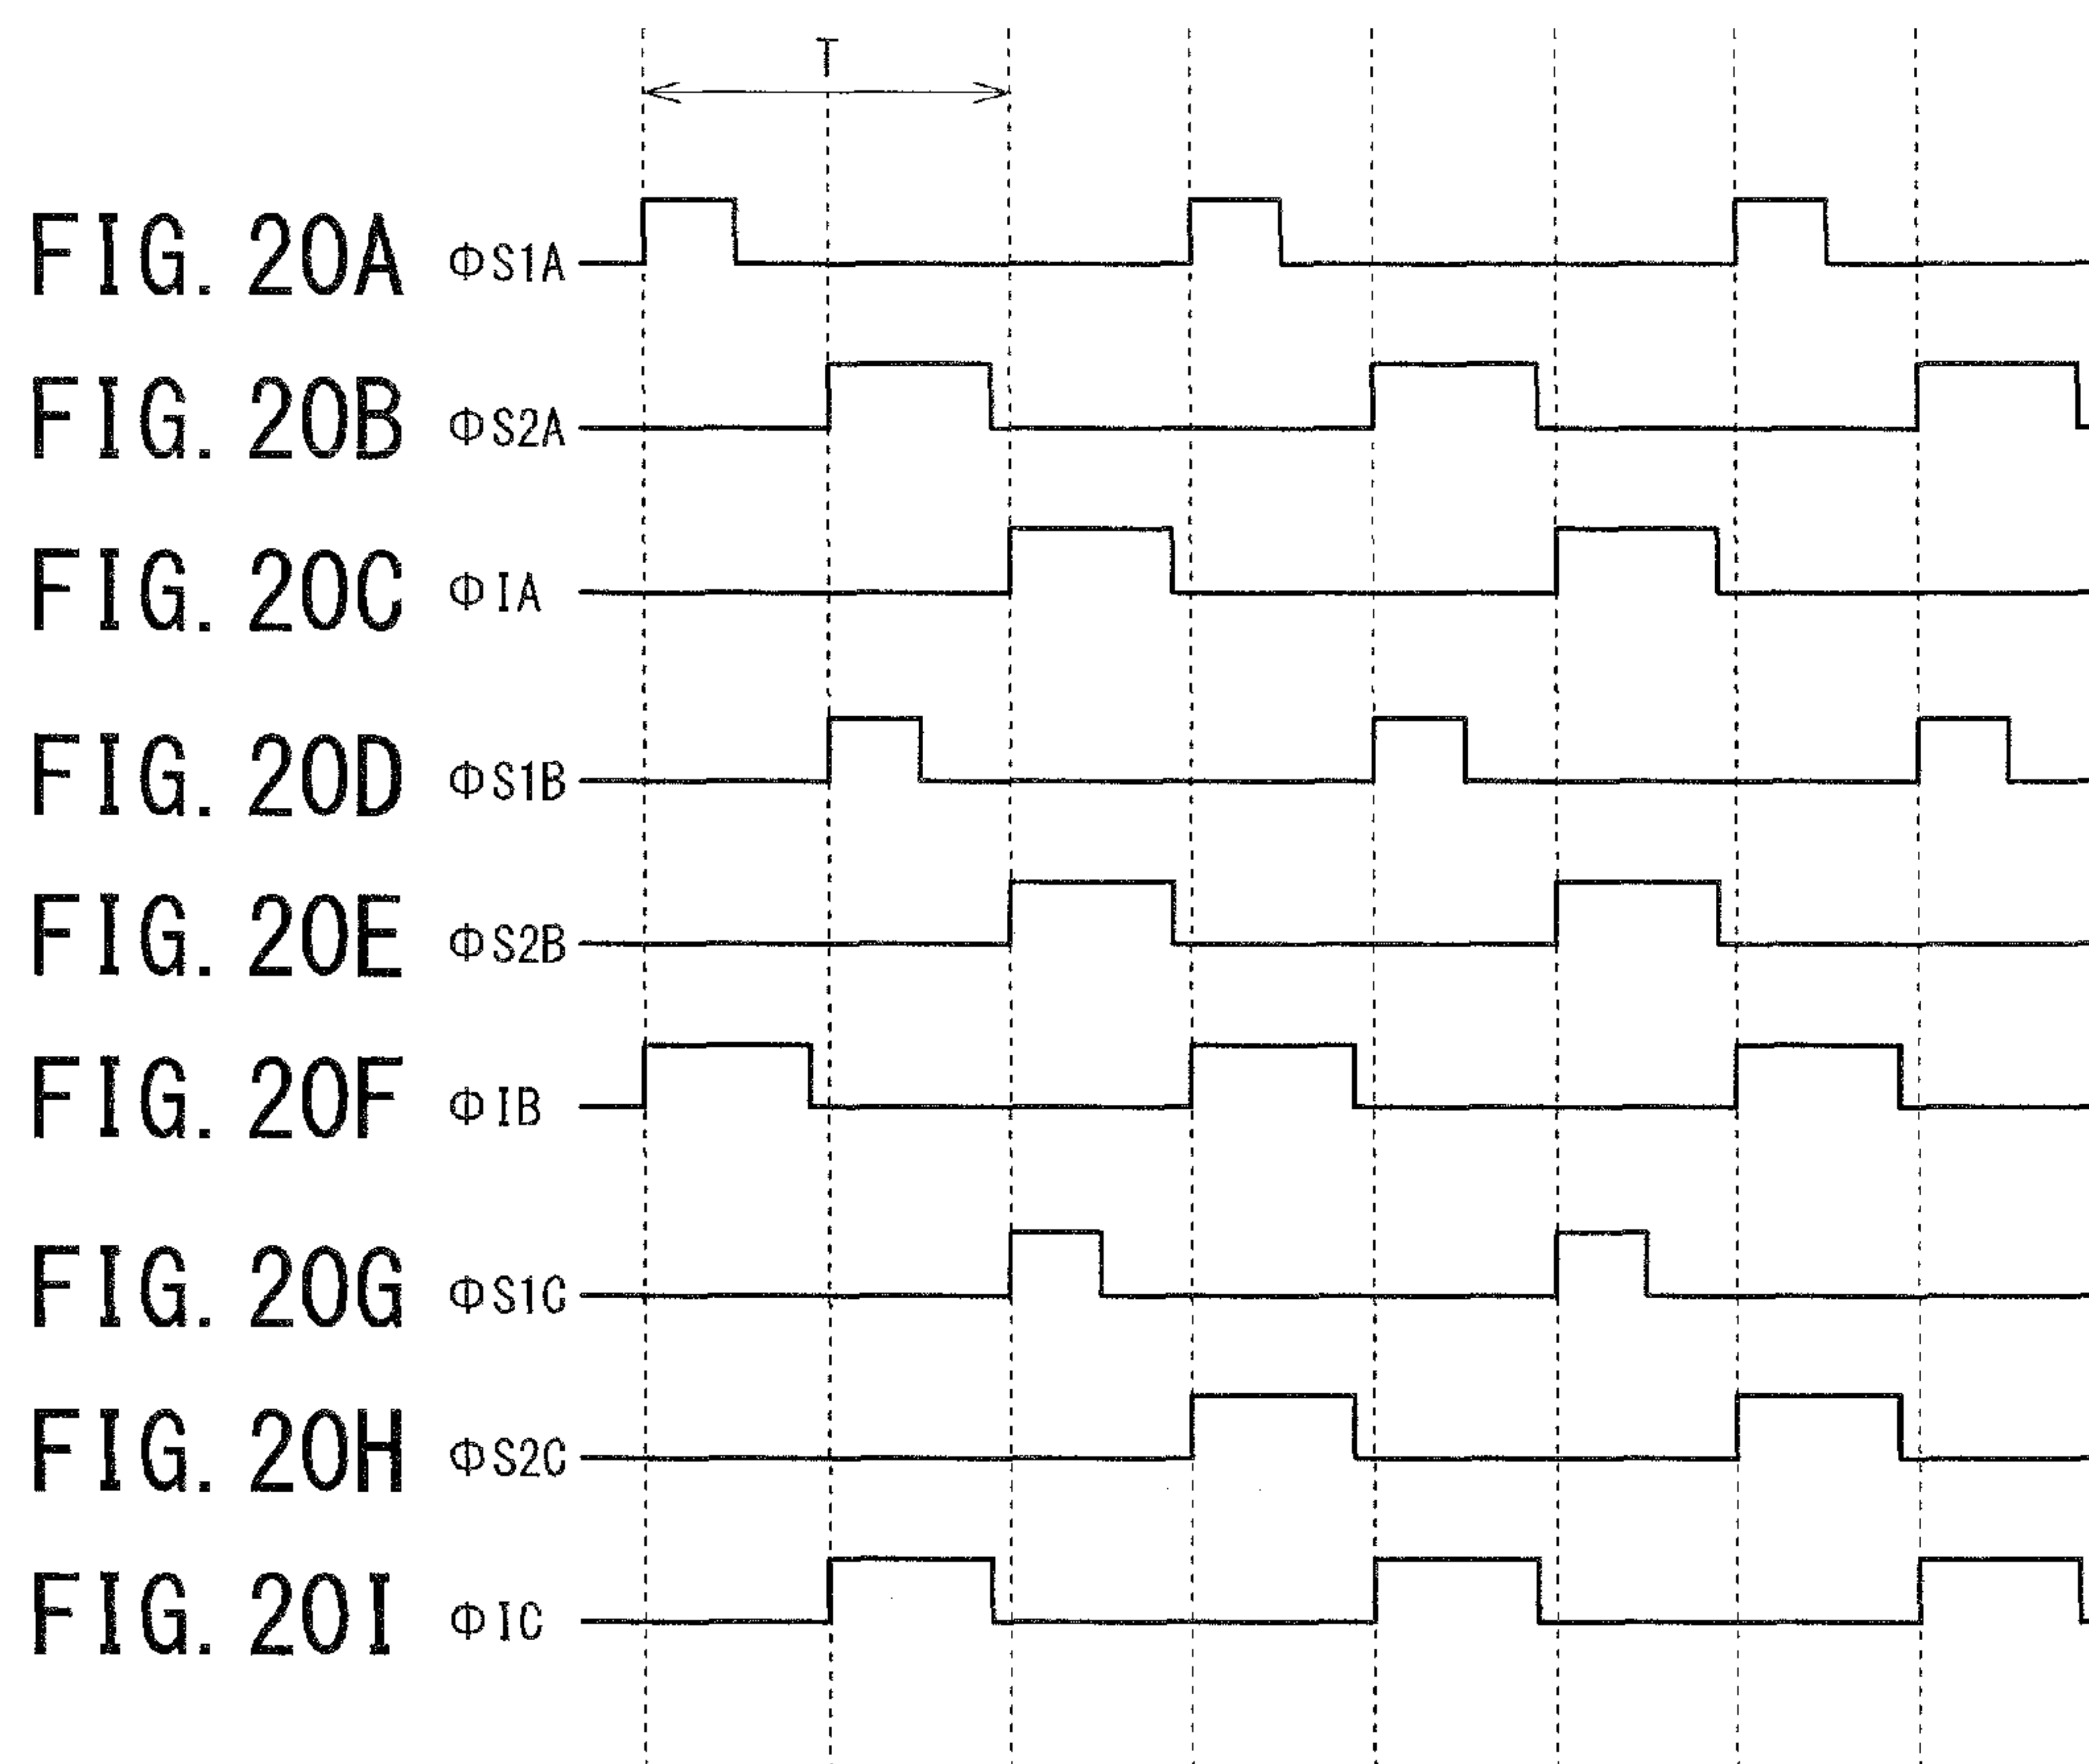 T
FIG. 20A ΦS1A
FIG. 20B ΦS2A
FIG. 20C ΦIA
FIG. 20D ΦS1B
FIG. 20E ΦS2B
FIG. 20F ΦIB
FIG. 20G ΦS1C
FIG. 20H ΦS2C
FIG. 20I ΦIC